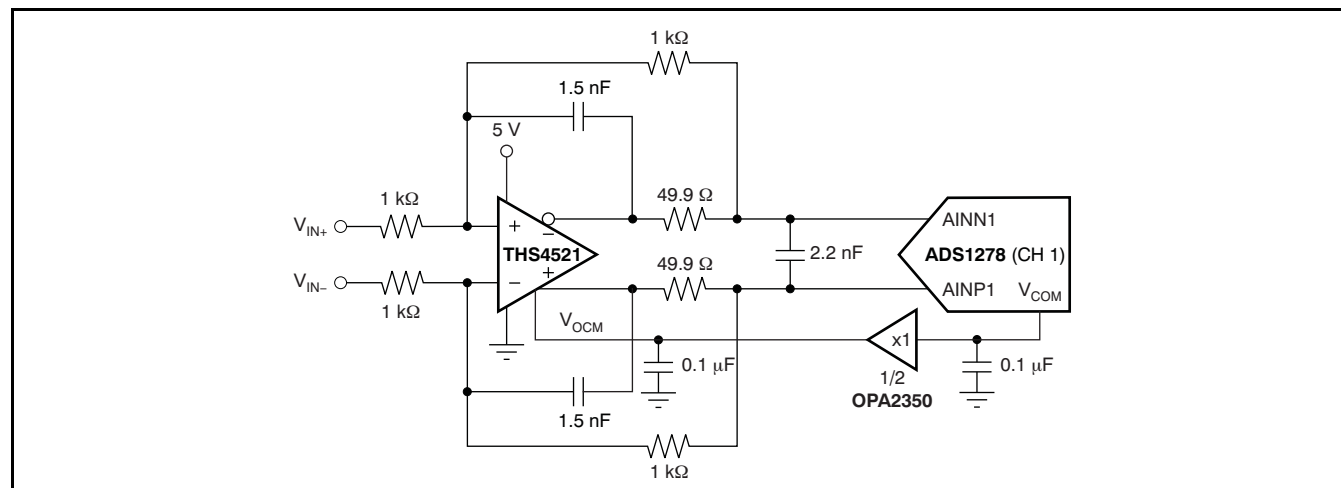 1 kΩ
1.5 nF
5 V
49.9 Ω
1 kΩ
VIN+
+
−
THS4521
AINN1
ADS1278 (CH 1)
2.2 nF
49.9 Ω
VIN−
−
+
AINP1
VCOM
1 kΩ
VOCM
x1
0.1 μF
0.1 μF
1/2
OPA2350
1.5 nF
1 kΩ